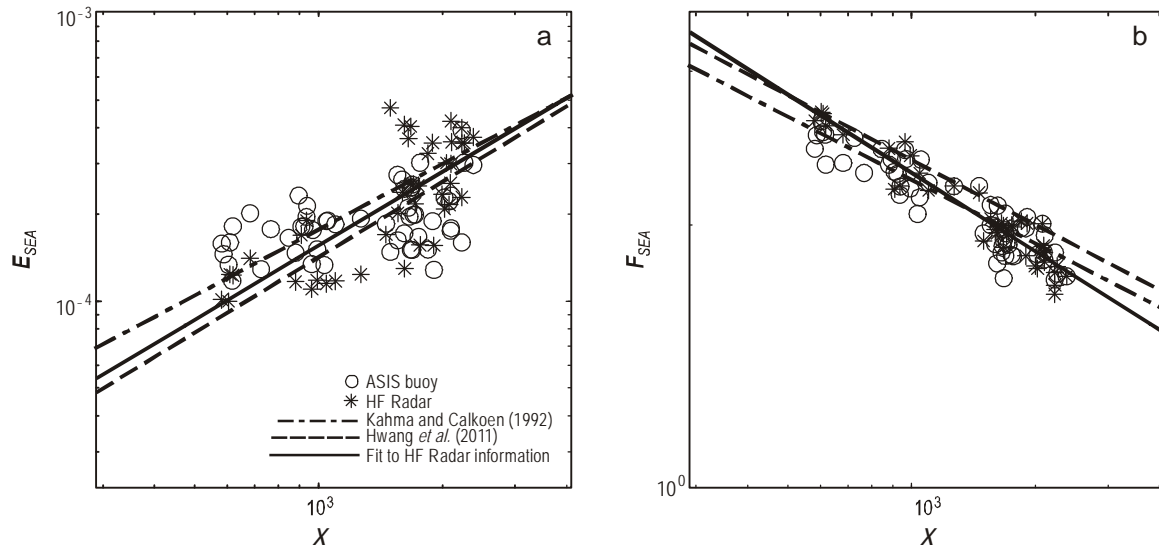 10⁻³
a
E_SEA
10⁻⁴
ASIS buoy
HF Radar
Kahma and Calkoen (1992)
Hwang et al. (2011)
Fit to HF Radar information
10³
X
b
F_SEA
10⁰
10³
X